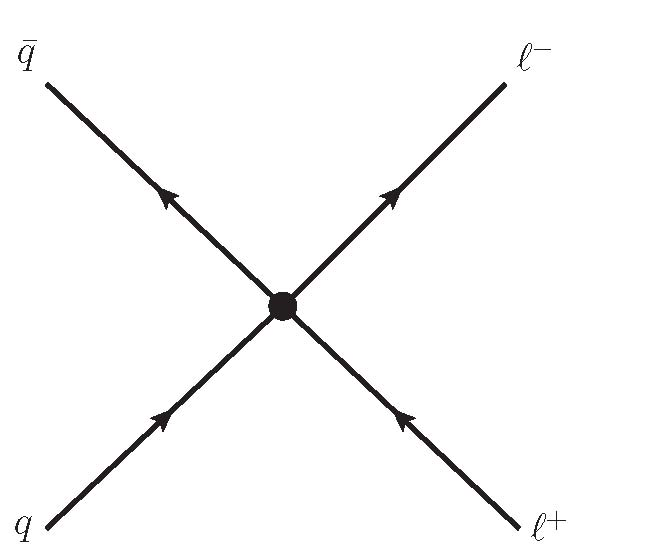 q̄ ℓ⁻
q ℓ⁺